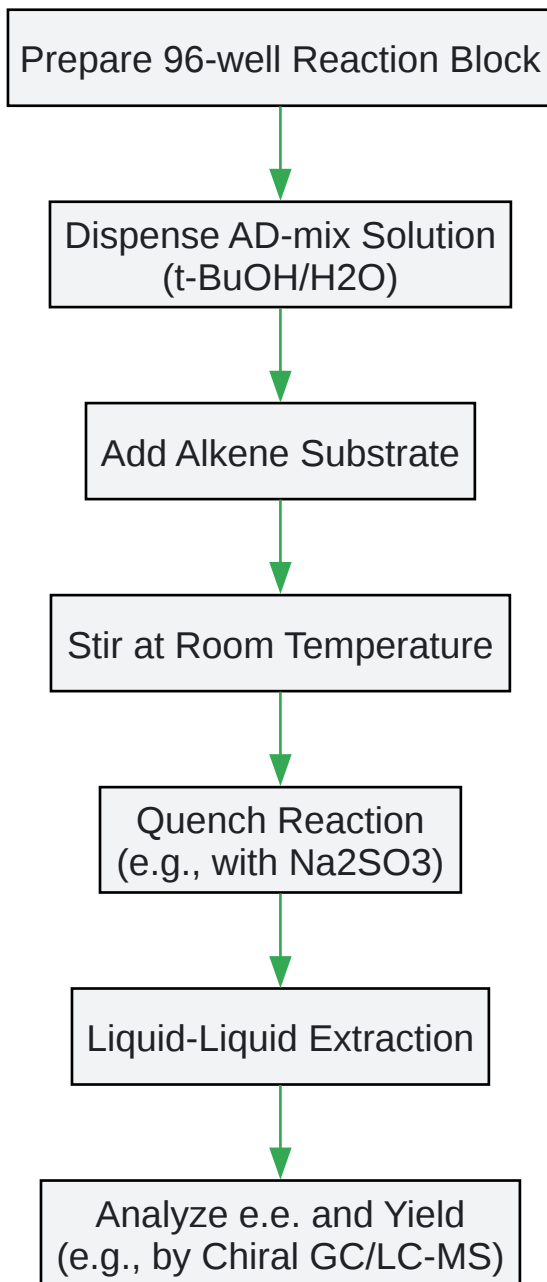 Prepare 96-well Reaction Block
Dispense AD-mix Solution
(t-BuOH/H2O)
Add Alkene Substrate
Stir at Room Temperature
Quench Reaction
(e.g., with Na2SO3)
Liquid-Liquid Extraction
Analyze e.e. and Yield
(e.g., by Chiral GC/LC-MS)